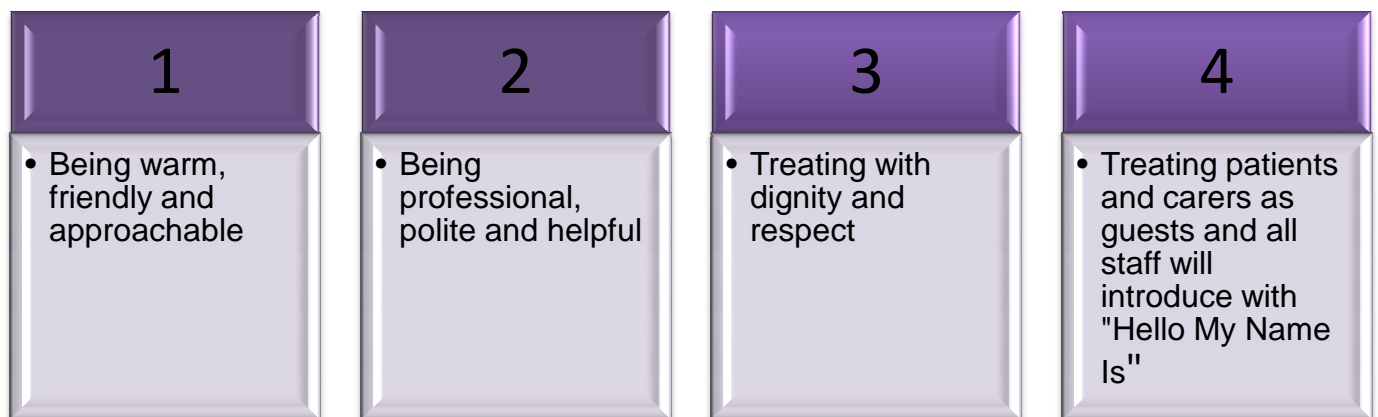 1
• Being warm,
friendly and
approachable
2
• Being
professional,
polite and helpful
3
• Treating with
dignity and
respect
4
• Treating patients
and carers as
guests and all
staff will
introduce with
"Hello My Name
Is"